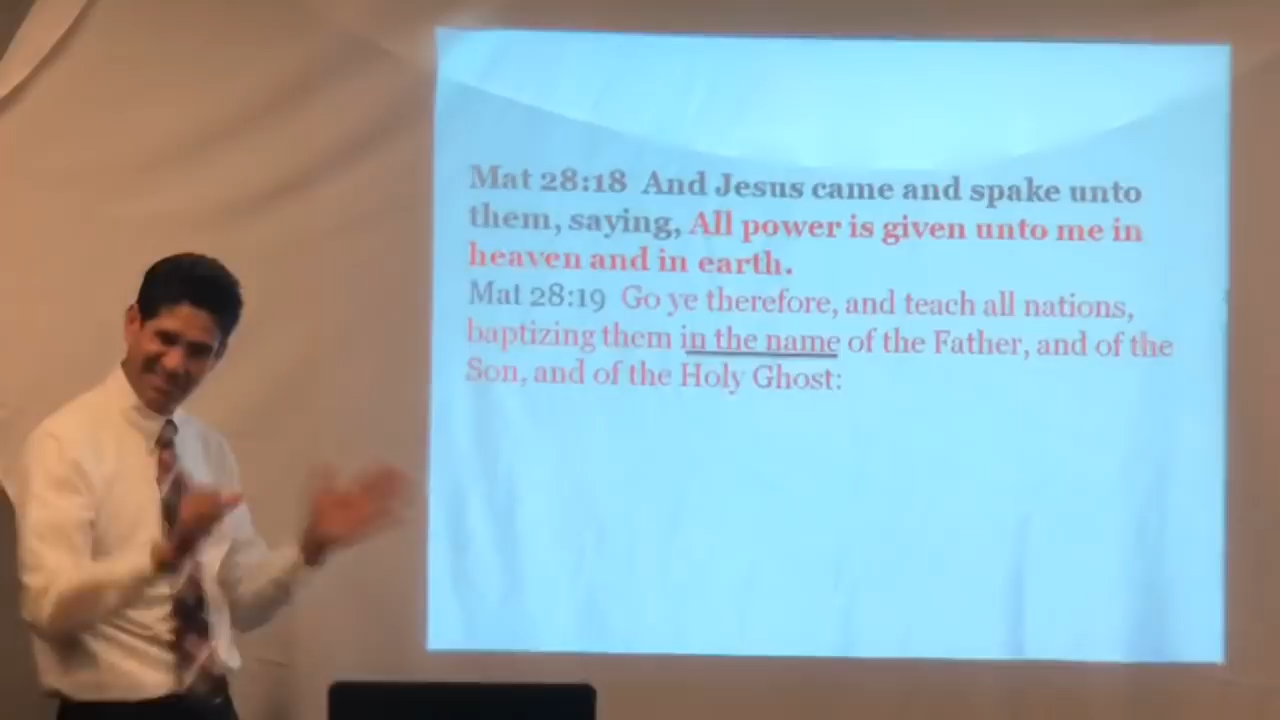 Mat 28:18 And Jesus came and spake unto
them, saying, All power is given unto me in
heaven and in earth.
Mat 28:19 Go ye therefore, and teach all nations,
baptizing them in the name of the Father, and of the
Son, and of the Holy Ghost: